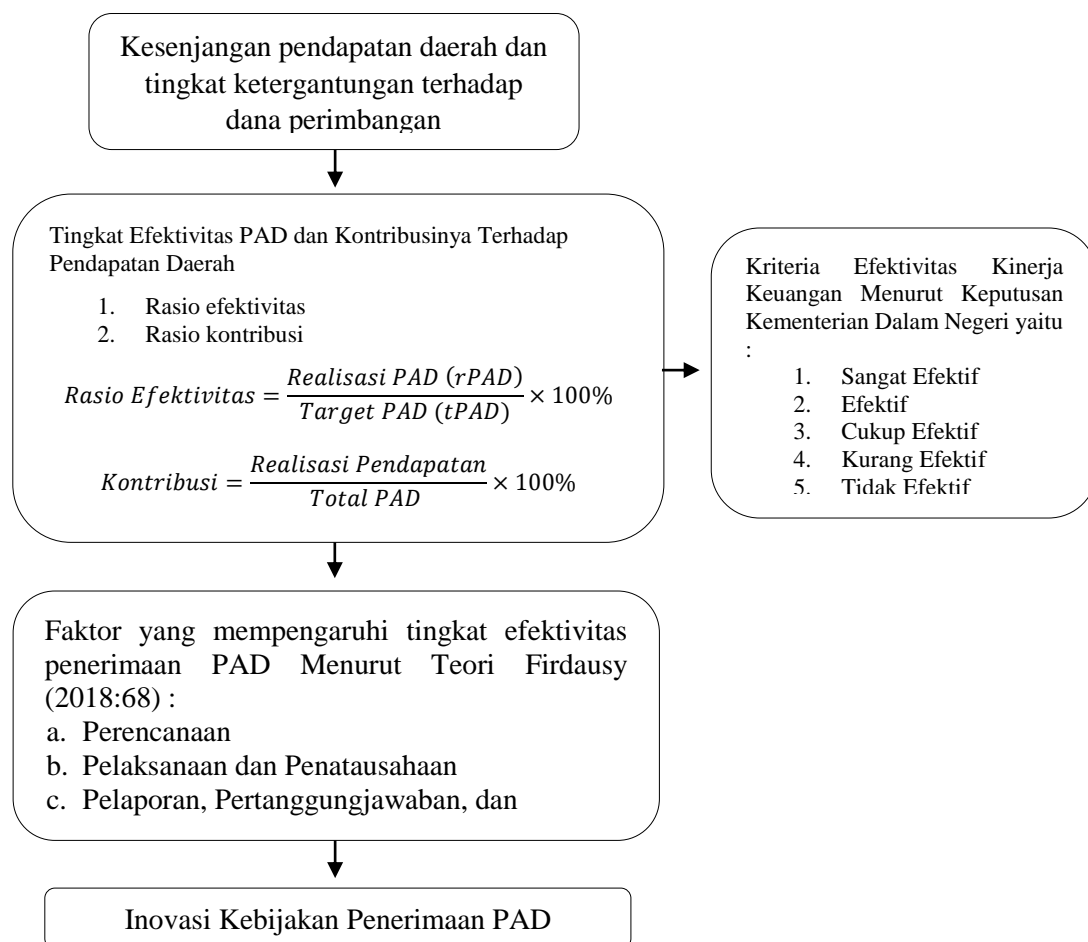 Kesenjangan pendapatan daerah dan
tingkat ketergantungan terhadap
dana perimbangan
Tingkat Efektivitas PAD dan Kontribusinya Terhadap
Pendapatan Daerah
1. Rasio efektivitas
2. Rasio kontribusi
Rasio Efektivitas = Realisasi PAD (rPAD) / Target PAD (tPAD) × 100%
Kontribusi = Realisasi Pendapatan / Total PAD × 100%
Kriteria Efektivitas Kinerja
Keuangan Menurut Keputusan
Kementerian Dalam Negeri yaitu
:
1. Sangat Efektif
2. Efektif
3. Cukup Efektif
4. Kurang Efektif
5. Tidak Efektif
Faktor yang mempengaruhi tingkat efektivitas
penerimaan PAD Menurut Teori Firdausy
(2018:68) :
a. Perencanaan
b. Pelaksanaan dan Penatausahaan
c. Pelaporan, Pertanggungjawaban, dan
Inovasi Kebijakan Penerimaan PAD